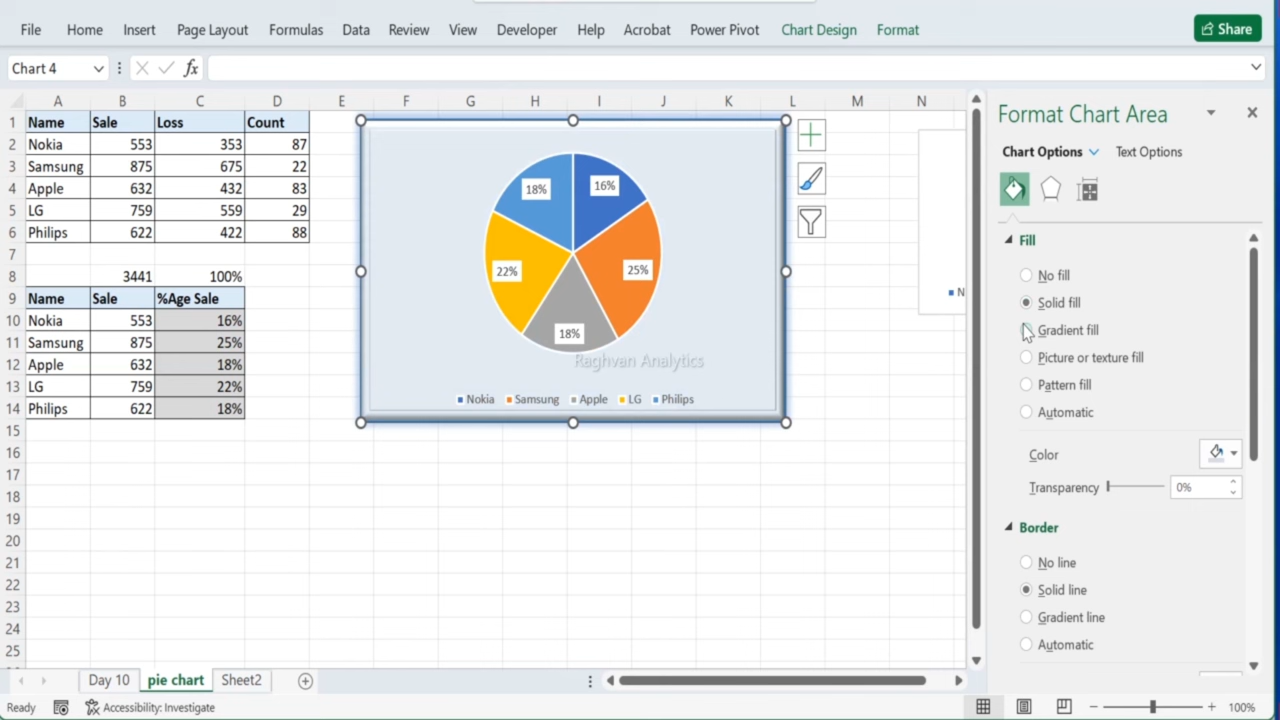 File Home Insert Page Layout Formulas Data Review View Developer Help Acrobat Power Pivot Chart Design Format Share
Chart 4 fx
A B C D E F G H I J K L M N
1 Name Sale Loss Count
2 Nokia 553 353 87
3 Samsung 875 675 22
4 Apple 632 432 83
5 LG 759 559 29
6 Philips 622 422 88
7
8 3441 100%
9 Name Sale %Age Sale
10 Nokia 553 16%
11 Samsung 875 25%
12 Apple 632 18%
13 LG 759 22%
14 Philips 622 18%
15
16
17
18
19
20
21
22
23
24
25
18% 16%
22% 25%
18%
Raghvan Analytics
Nokia Samsung Apple LG Philips
N
Format Chart Area
Chart Options Text Options
Fill
No fill
Solid fill
Gradient fill
Picture or texture fill
Pattern fill
Automatic
Color
Transparency 0%
Border
No line
Solid line
Gradient line
Automatic
Day 10 pie chart Sheet2
Ready Accessibility: Investigate 100%